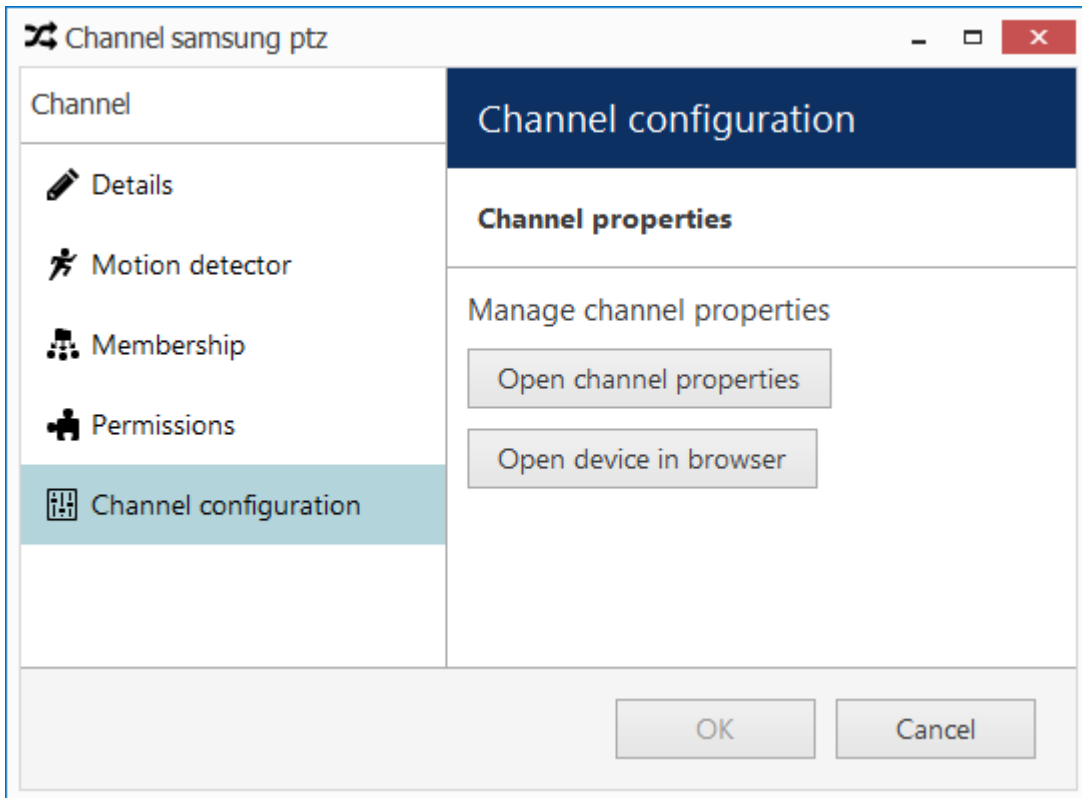 Channel samsung ptz
Channel
Details
Motion detector
Membership
Permissions
Channel configuration
Channel configuration
Channel properties
Manage channel properties
Open channel properties
Open device in browser
OK
Cancel